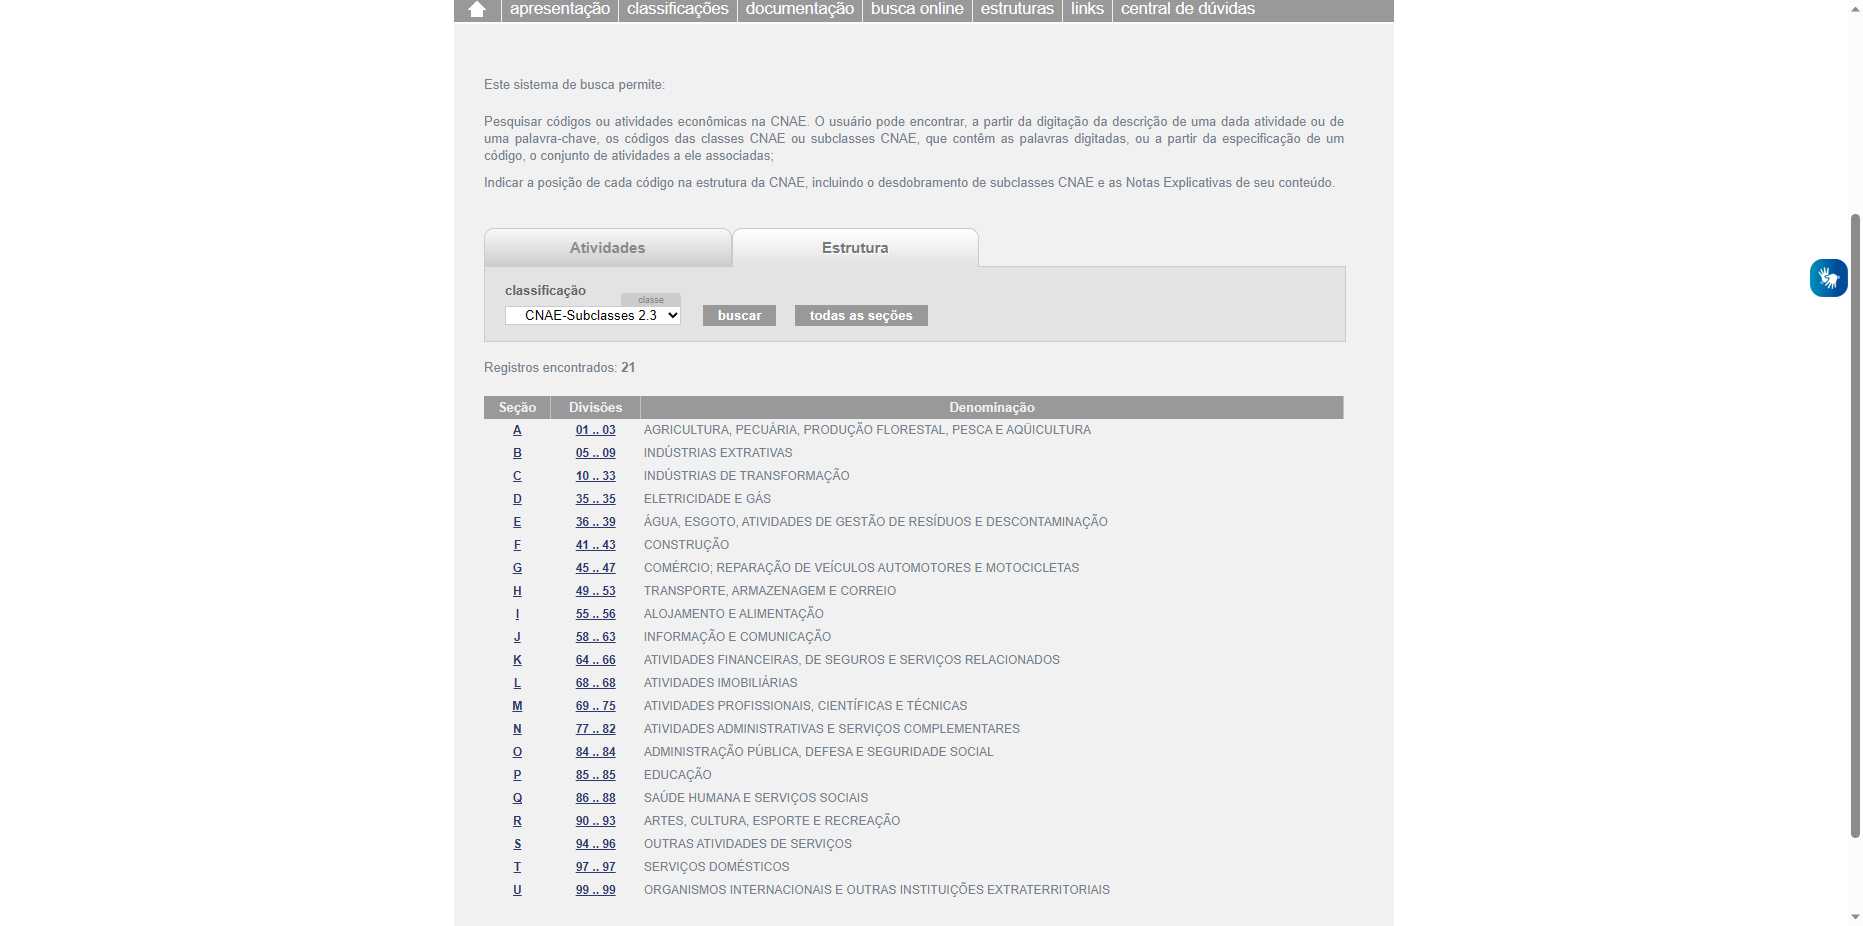 apresentação classificações documentação busca online estruturas links central de dúvidas
Este sistema de busca permite:
Pesquisar códigos ou atividades econômicas na CNAE. O usuário pode encontrar, a partir da digitação da descrição de uma dada atividade ou de
uma palavra-chave, os códigos das classes CNAE ou subclasses CNAE, que contêm as palavras digitadas, ou a partir da especificação de um
código, o conjunto de atividades a ele associadas;
Indicar a posição de cada código na estrutura da CNAE, incluindo o desdobramento de subclasses CNAE e as Notas Explicativas de seu conteúdo.
Atividades Estrutura
classificação
classe
CNAE-Subclasses 2.3 buscar todas as seções
Registros encontrados: 21
Seção Divisões Denominação
A 01 .. 03 AGRICULTURA, PECUÁRIA, PRODUÇÃO FLORESTAL, PESCA E AQÜICULTURA
B 05 .. 09 INDÚSTRIAS EXTRATIVAS
C 10 .. 33 INDÚSTRIAS DE TRANSFORMAÇÃO
D 35 .. 35 ELETRICIDADE E GÁS
E 36 .. 39 ÁGUA, ESGOTO, ATIVIDADES DE GESTÃO DE RESÍDUOS E DESCONTAMINAÇÃO
F 41 .. 43 CONSTRUÇÃO
G 45 .. 47 COMÉRCIO; REPARAÇÃO DE VEÍCULOS AUTOMOTORES E MOTOCICLETAS
H 49 .. 53 TRANSPORTE, ARMAZENAGEM E CORREIO
I 55 .. 56 ALOJAMENTO E ALIMENTAÇÃO
J 58 .. 63 INFORMAÇÃO E COMUNICAÇÃO
K 64 .. 66 ATIVIDADES FINANCEIRAS, DE SEGUROS E SERVIÇOS RELACIONADOS
L 68 .. 68 ATIVIDADES IMOBILIÁRIAS
M 69 .. 75 ATIVIDADES PROFISSIONAIS, CIENTÍFICAS E TÉCNICAS
N 77 .. 82 ATIVIDADES ADMINISTRATIVAS E SERVIÇOS COMPLEMENTARES
O 84 .. 84 ADMINISTRAÇÃO PÚBLICA, DEFESA E SEGURIDADE SOCIAL
P 85 .. 85 EDUCAÇÃO
Q 86 .. 88 SAÚDE HUMANA E SERVIÇOS SOCIAIS
R 90 .. 93 ARTES, CULTURA, ESPORTE E RECREAÇÃO
S 94 .. 96 OUTRAS ATIVIDADES DE SERVIÇOS
T 97 .. 97 SERVIÇOS DOMÉSTICOS
U 99 .. 99 ORGANISMOS INTERNACIONAIS E OUTRAS INSTITUIÇÕES EXTRATERRITORIAIS